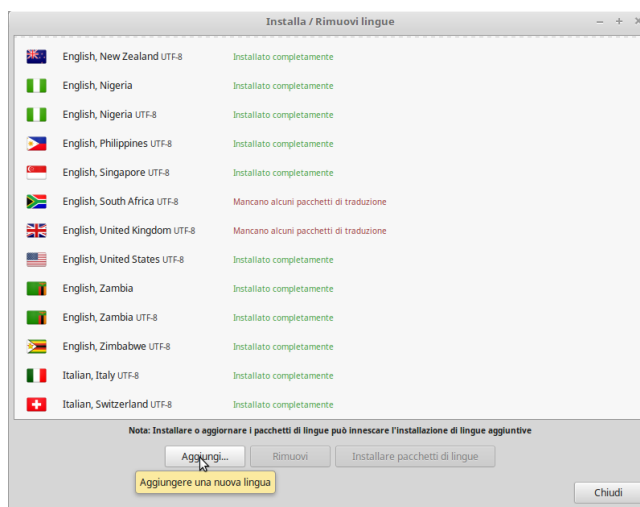 Installa / Rimuovi lingue
English, New Zealand UTF-8 Installato completamente
English, Nigeria Installato completamente
English, Nigeria UTF-8 Installato completamente
English, Philippines UTF-8 Installato completamente
English, Singapore UTF-8 Installato completamente
English, South Africa UTF-8 Mancano alcuni pacchetti di traduzione
English, United Kingdom UTF-8 Mancano alcuni pacchetti di traduzione
English, United States UTF-8 Installato completamente
English, Zambia Installato completamente
English, Zambia UTF-8 Installato completamente
English, Zimbabwe UTF-8 Installato completamente
Italian, Italy UTF-8 Installato completamente
Italian, Switzerland UTF-8 Installato completamente
Nota: Installare o aggiornare i pacchetti di lingue può innescare l'installazione di lingue aggiuntive
Aggiungi... Rimuovi Installare pacchetti di lingue
Aggiungere una nuova lingua
Chiudi